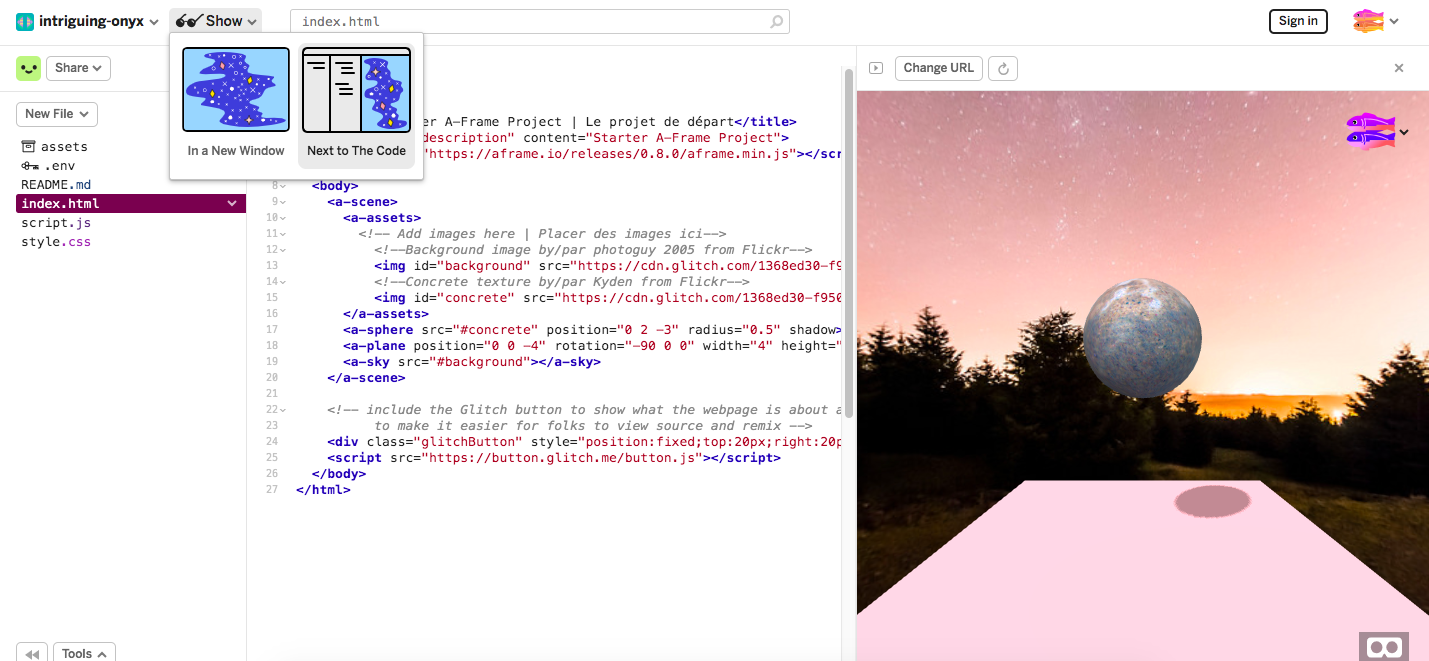 intriguing-onyx Show index.html Sign in
Share
Change URL
New File
In a New Window Next to The Code
assets
.env
README.md
index.html
script.js
style.css
er A-Frame Project | Le projet de départ</title>
description" content="Starter A-Frame Project">
"https://aframe.io/releases/0.8.0/aframe.min.js"></scr
8 <body>
9 <a-scene>
10 <a-assets>
11 <!-- Add images here | Placer des images ici-->
12 <!--Background image by/par photoguy 2005 from Flickr-->
13 <img id="background" src="https://cdn.glitch.com/1368ed30-f9
14 <!--Concrete texture by/par Kyden from Flickr-->
15 <img id="concrete" src="https://cdn.glitch.com/1368ed30-f950
16 </a-assets>
17 <a-sphere src="#concrete" position="0 2 -3" radius="0.5" shadow>
18 <a-plane position="0 0 -4" rotation="-90 0 0" width="4" height="
19 <a-sky src="#background"></a-sky>
20 </a-scene>
21
22 <!-- include the Glitch button to show what the webpage is about a
23 to make it easier for folks to view source and remix -->
24 <div class="glitchButton" style="position:fixed;top:20px;right:20p
25 <script src="https://button.glitch.me/button.js"></script>
26 </body>
27 </html>
Tools